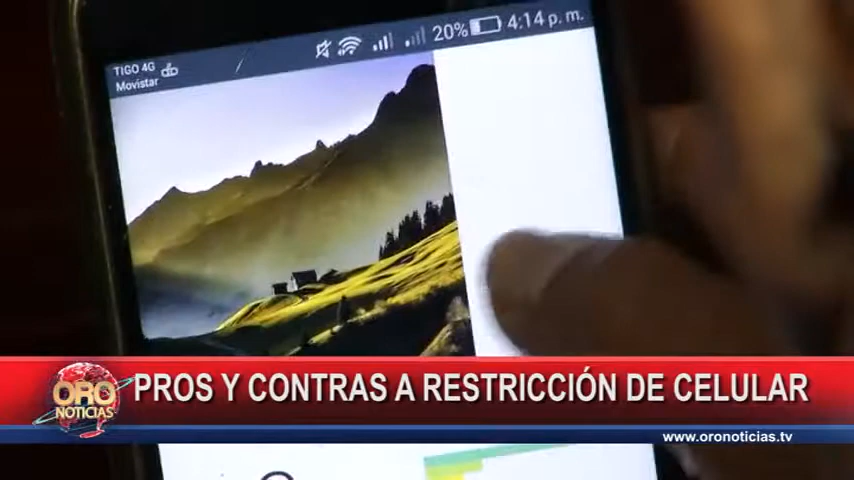 TIGO 4G
Movistar
20% 4:14 p. m.
ORO
NOTICIAS
PROS Y CONTRAS A RESTRICCIÓN DE CELULAR
www.oronoticias.tv